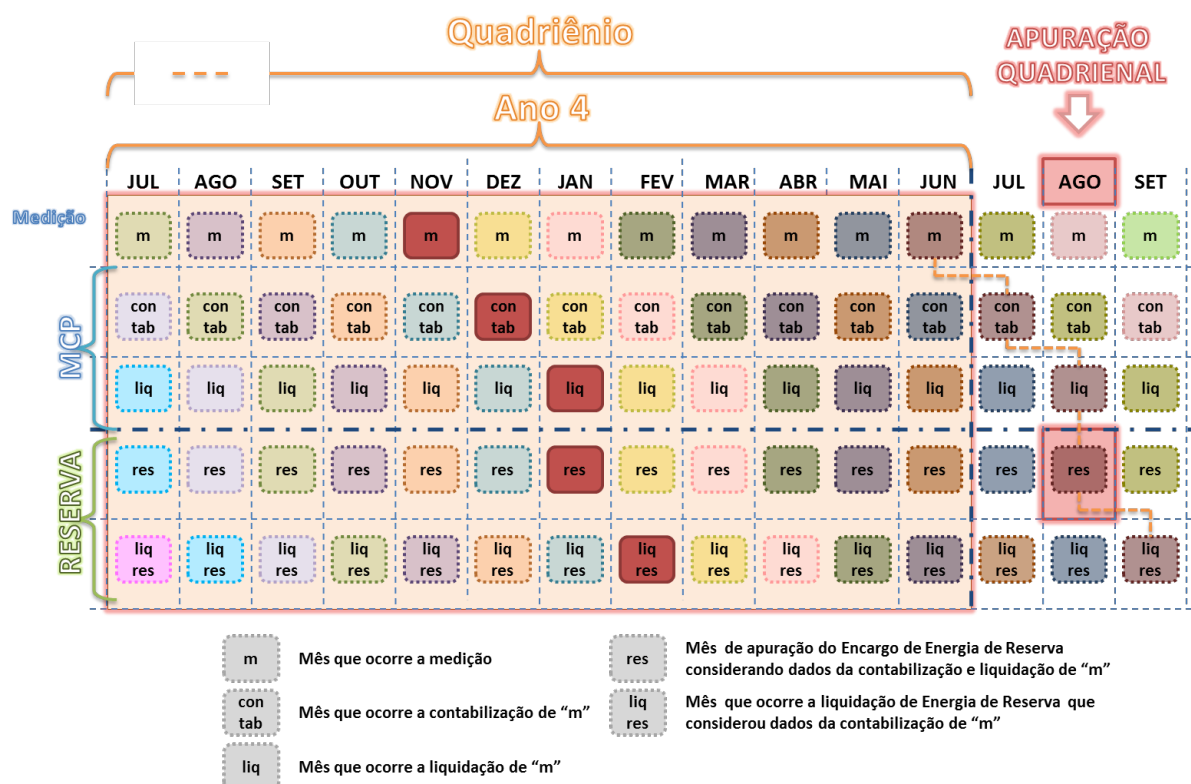 Quadriênio
APURAÇÃO
QUADRIENAL
Ano 4
JUL AGO SET OUT NOV DEZ JAN FEV MAR ABR MAI JUN JUL AGO SET
Medição
m m m m m m m m m m m m m m m
MCP
con con con con con con con con con con con con con con con
tab tab tab tab tab tab tab tab tab tab tab tab tab tab tab
liq liq liq liq liq liq liq liq liq liq liq liq liq liq liq
RESERVA
res res res res res res res res res res res res res res res
liq liq liq liq liq liq liq liq liq liq liq liq liq liq liq
res res res res res res res res res res res res res res res
m
Mês que ocorre a medição
con
tab
Mês que ocorre a contabilização de “m”
liq
Mês que ocorre a liquidação de “m”
res
Mês de apuração do Encargo de Energia de Reserva
considerando dados da contabilização e liquidação de “m”
liq
res
Mês que ocorre a liquidação de Energia de Reserva que
considerou dados da contabilização de “m”